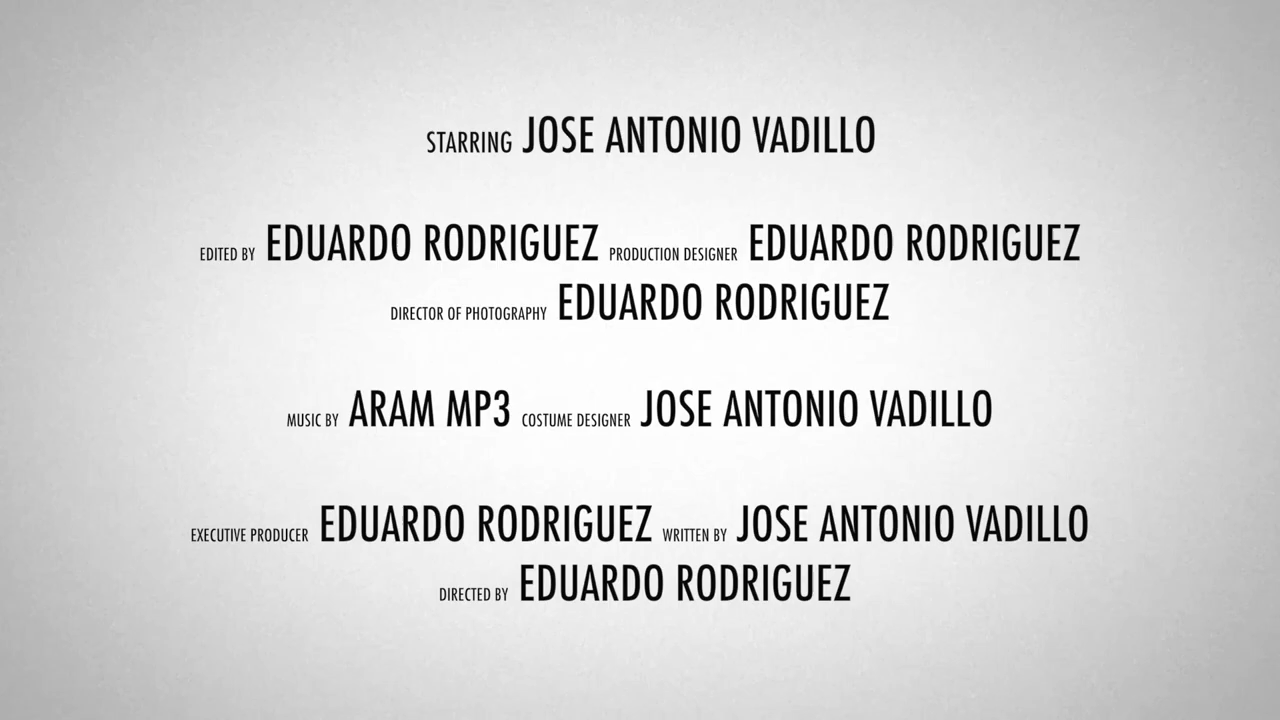 STARRING JOSE ANTONIO VADILLO
EDITED BY EDUARDO RODRIGUEZ PRODUCTION DESIGNER EDUARDO RODRIGUEZ
DIRECTOR OF PHOTOGRAPHY EDUARDO RODRIGUEZ
MUSIC BY ARAM MP3 COSTUME DESIGNER JOSE ANTONIO VADILLO
EXECUTIVE PRODUCER EDUARDO RODRIGUEZ WRITTEN BY JOSE ANTONIO VADILLO
DIRECTED BY EDUARDO RODRIGUEZ